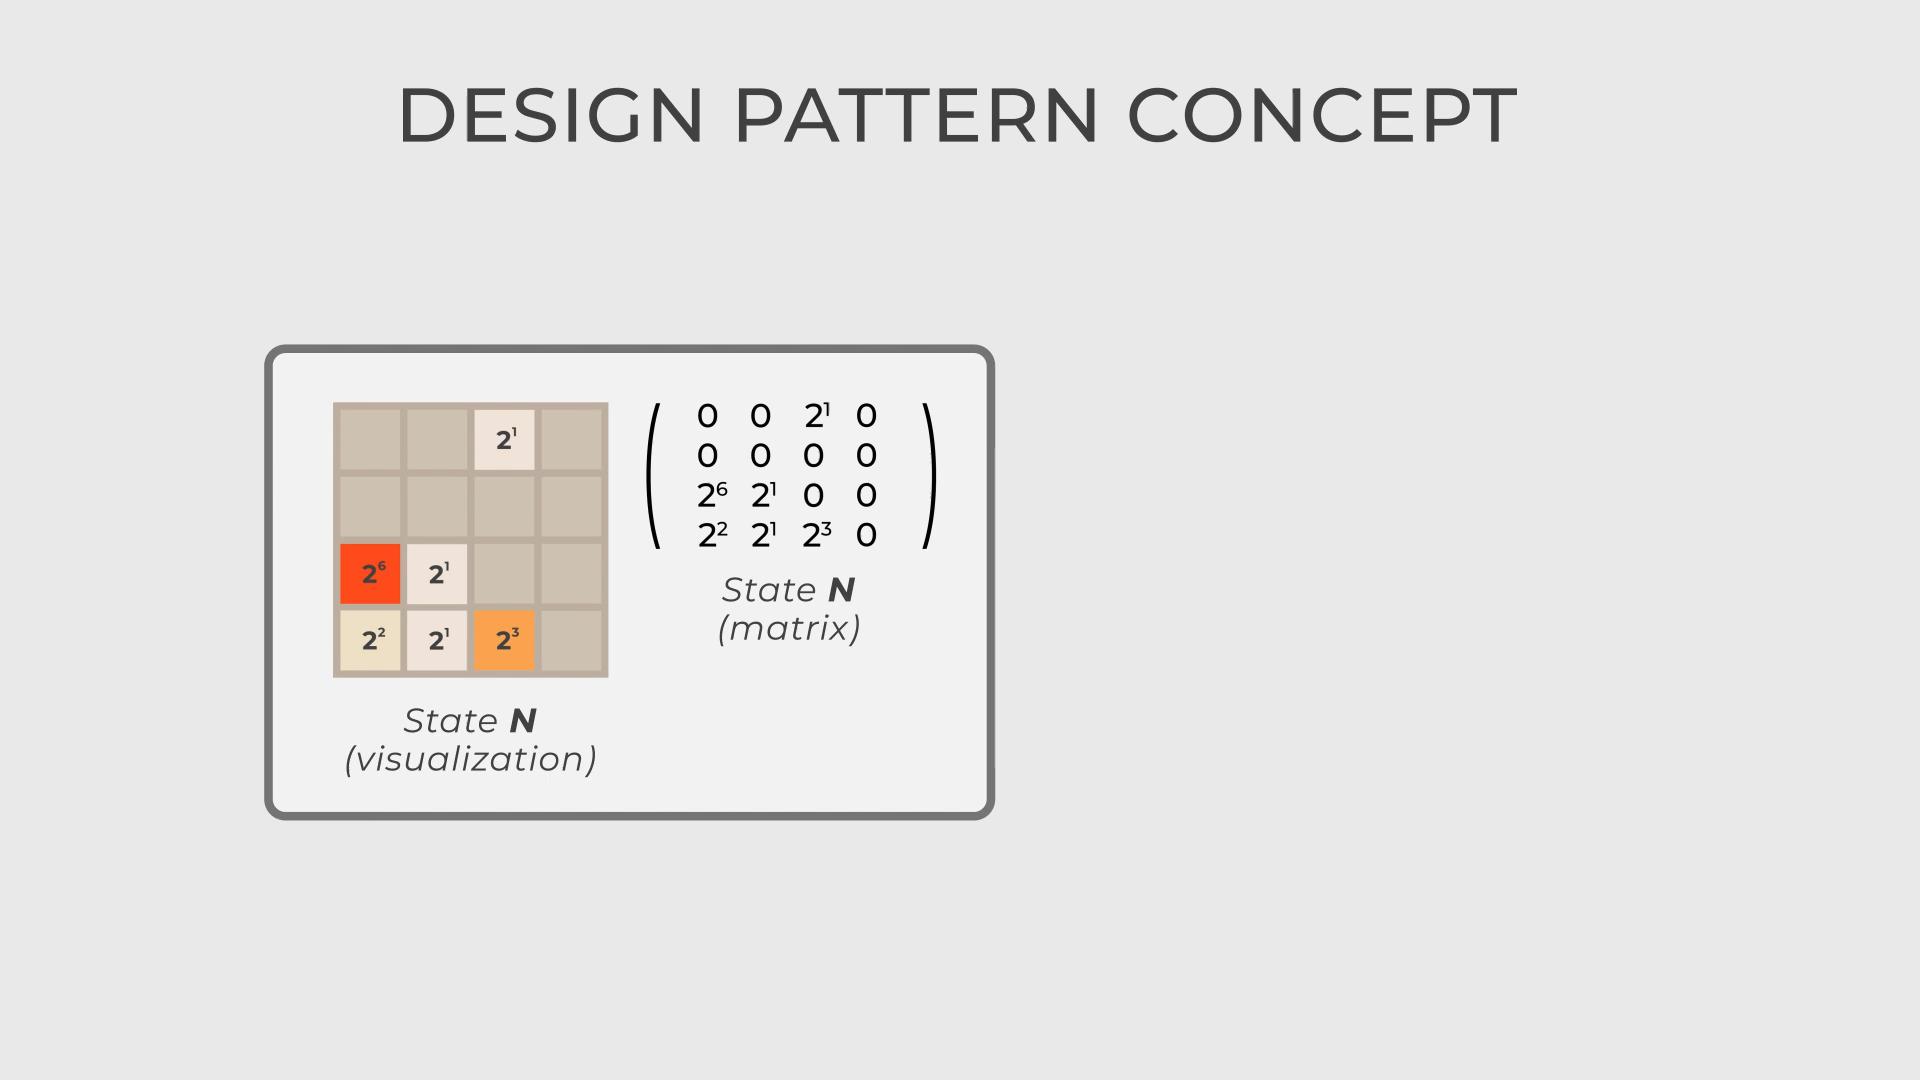 DESIGN PATTERN CONCEPT
2¹
2⁶ 2¹
2² 2¹ 2³
State N
(visualization)
0 0 2¹ 0
0 0 0 0
2⁶ 2¹ 0 0
2² 2¹ 2³ 0
State N
(matrix)